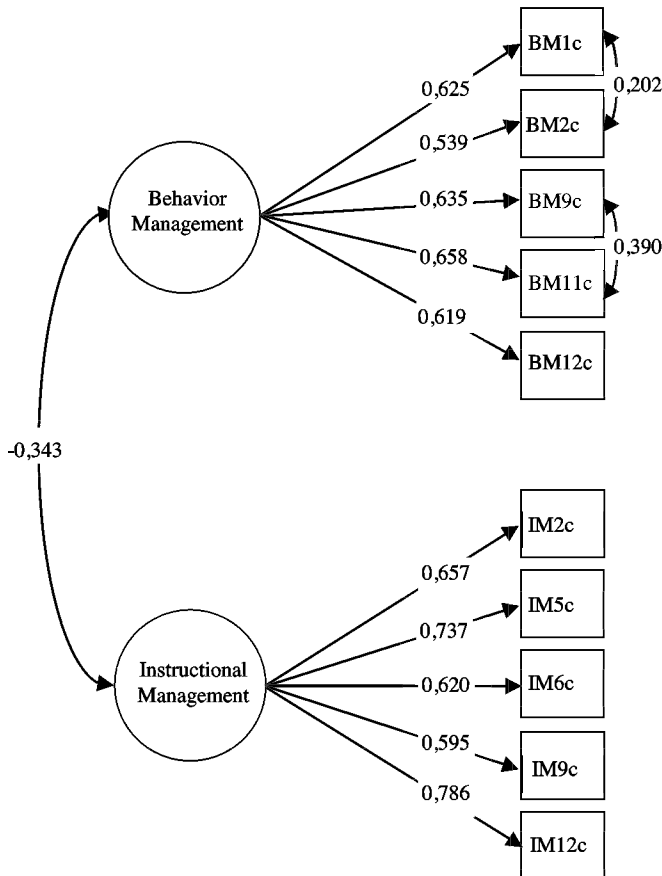 BM1c
0,202
0,625
BM2c
0,539
Behavior
Management
0,635
BM9c
0,390
0,658
BM11c
0,619
BM12c
-0,343
IM2c
0,657
IM5c
0,737
Instructional
Management
0,620
IM6c
0,595
IM9c
0,786
IM12c